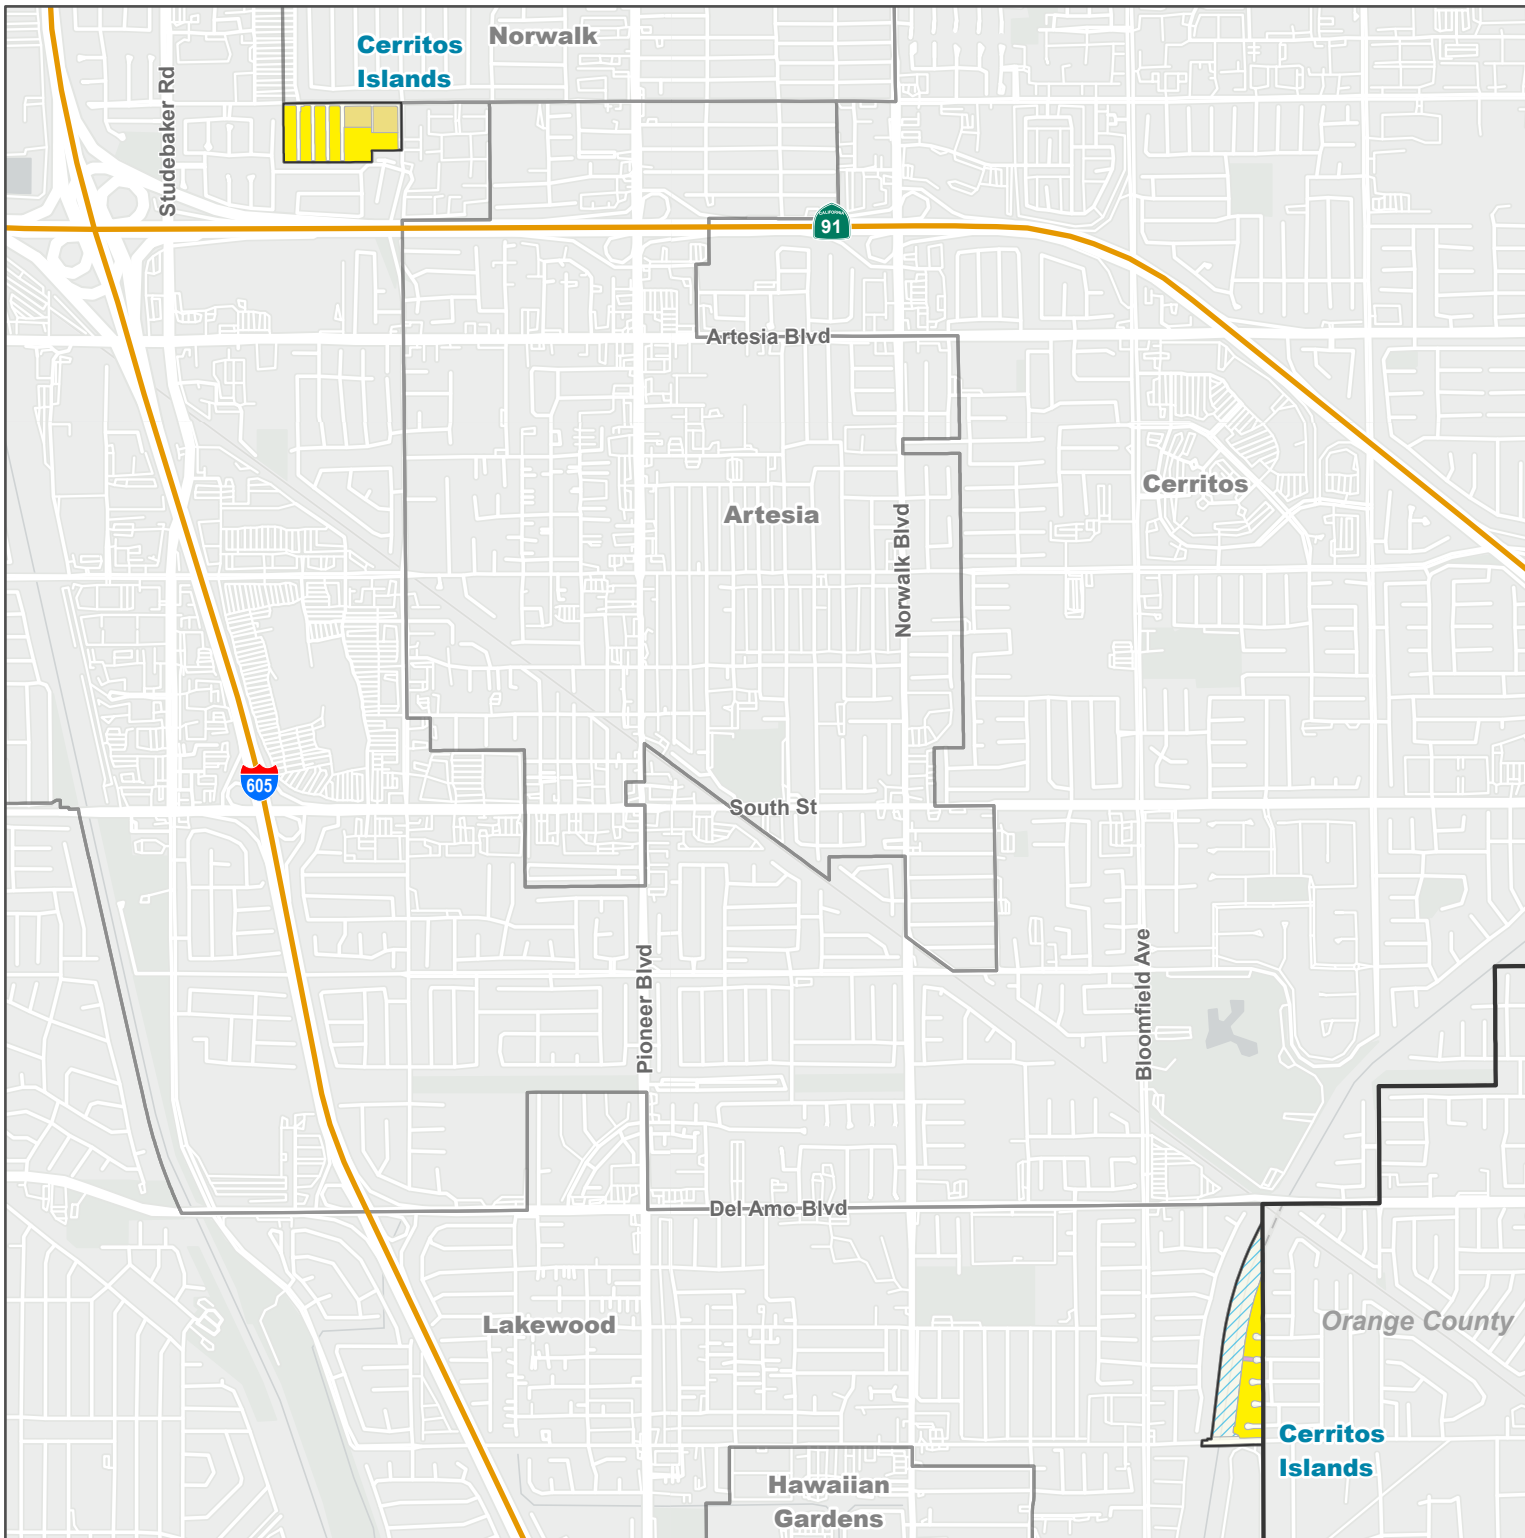 Norwalk
Cerritos
Islands
Studebaker Rd
CALIFORNIA
91
Artesia Blvd
Cerritos
Artesia
Norwalk Blvd
605
South St
Pioneer Blvd
Bloomfield Ave
Del Amo Blvd
Lakewood
Orange County
Cerritos
Islands
Hawaiian
Gardens